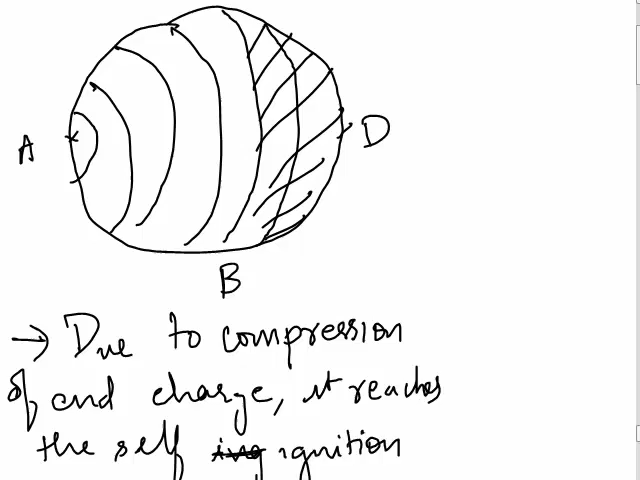 A
D
B
→ Due to compression
of end charge, it reaches
the self ignition